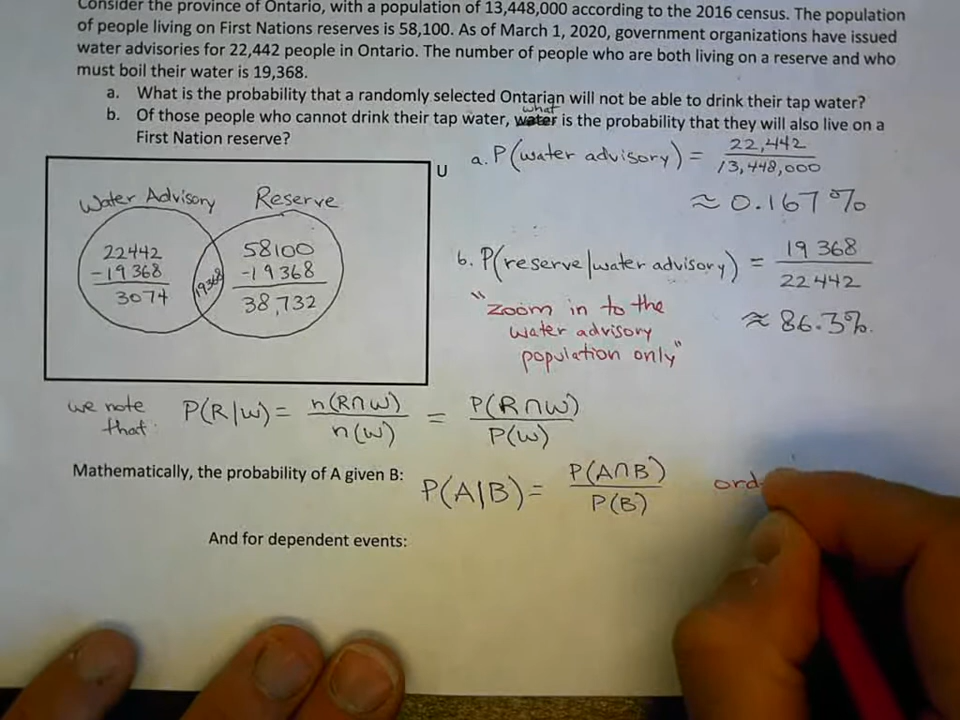 Consider the province of Ontario, with a population of 13,448,000 according to the 2016 census. The population
of people living on First Nations reserves is 58,100. As of March 1, 2020, government organizations have issued
water advisories for 22,442 people in Ontario. The number of people who are both living on a reserve and who
must boil their water is 19,368.
a. What is the probability that a randomly selected Ontarian will not be able to drink their tap water?
what
b. Of those people who cannot drink their tap water, water is the probability that they will also live on a
First Nation reserve?
U
Water Advisory
Reserve
22442
-19368
3074
19368
58100
-19368
38,732
a. P(water advisory) = 22,442 / 13,448,000
≈ 0.167%
b. P(reserve/water advisory) = 19 368 / 22 442
"zoom in to the
water advisory
population only"
≈ 86.3%.
we note
that:
P(R|W) = n(R∩W) / n(W) = P(R∩W) / P(W)
Mathematically, the probability of A given B:
P(A|B) = P(A∩B) / P(B)
ord
And for dependent events: